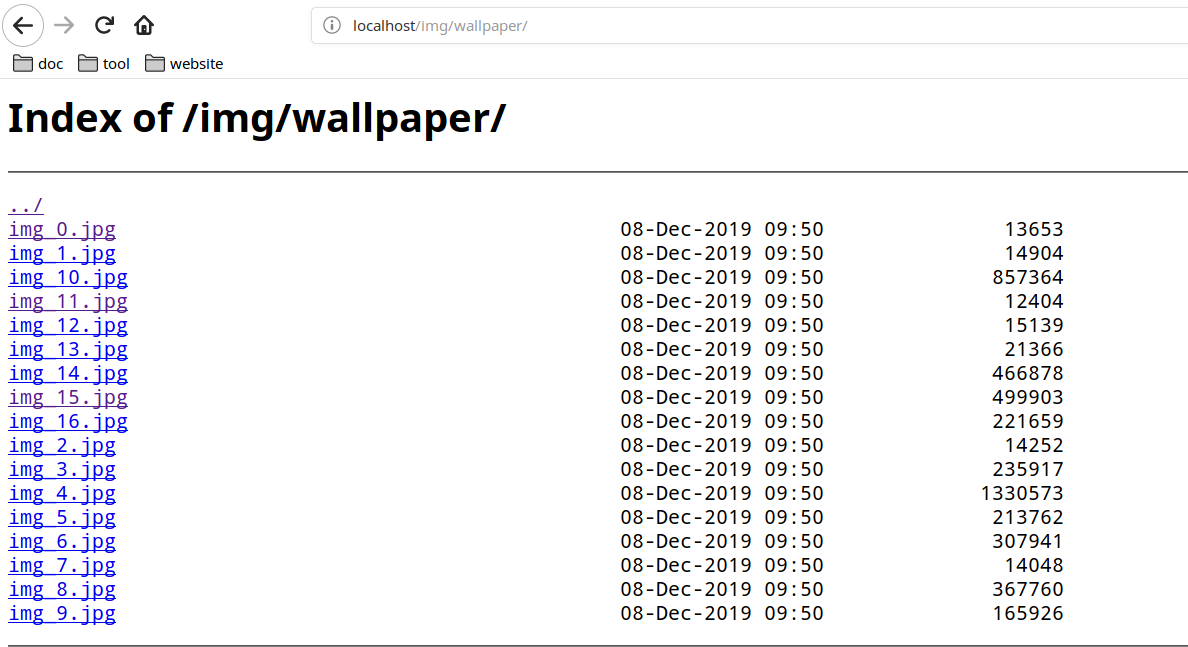 localhost/img/wallpaper/
doc tool website
Index of /img/wallpaper/
../
img_0.jpg 08-Dec-2019 09:50 13653
img_1.jpg 08-Dec-2019 09:50 14904
img_10.jpg 08-Dec-2019 09:50 857364
img_11.jpg 08-Dec-2019 09:50 12404
img_12.jpg 08-Dec-2019 09:50 15139
img_13.jpg 08-Dec-2019 09:50 21366
img_14.jpg 08-Dec-2019 09:50 466878
img_15.jpg 08-Dec-2019 09:50 499903
img_16.jpg 08-Dec-2019 09:50 221659
img_2.jpg 08-Dec-2019 09:50 14252
img_3.jpg 08-Dec-2019 09:50 235917
img_4.jpg 08-Dec-2019 09:50 1330573
img_5.jpg 08-Dec-2019 09:50 213762
img_6.jpg 08-Dec-2019 09:50 307941
img_7.jpg 08-Dec-2019 09:50 14048
img_8.jpg 08-Dec-2019 09:50 367760
img_9.jpg 08-Dec-2019 09:50 165926